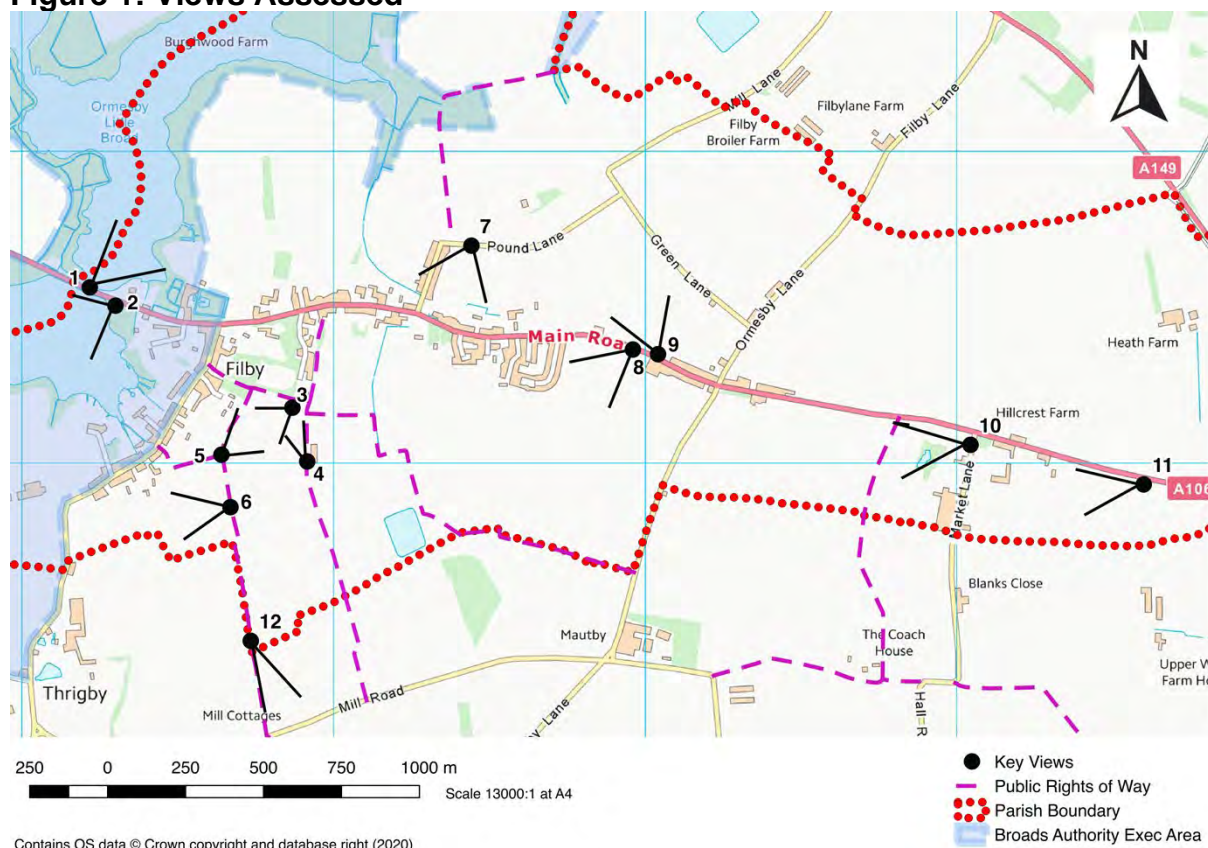 Figure 1: Views Assessed
Burghwood Farm
N
Ormesby
Little
Broad
Mill Lane
Filbylane Farm
Filby
Broiler Farm
Filby Lane
A149
7
Pound Lane
Green Lane
Ormesby Lane
1
2
Main Roa
8
9
Heath Farm
Filby
3
5
4
6
10
Hillcrest Farm
11
A106
Market Lane
12
Blanks Close
Mautby
The Coach
House
Thrigby
Mill Cottages
Mill Road
by Lane
Hall R
Upper W
Farm Ho
250 0 250 500 750 1000 m
Scale 13000:1 at A4
Key Views
Public Rights of Way
Parish Boundary
Broads Authority Exec Area
Contains OS data © Crown copyright and database right (2020)